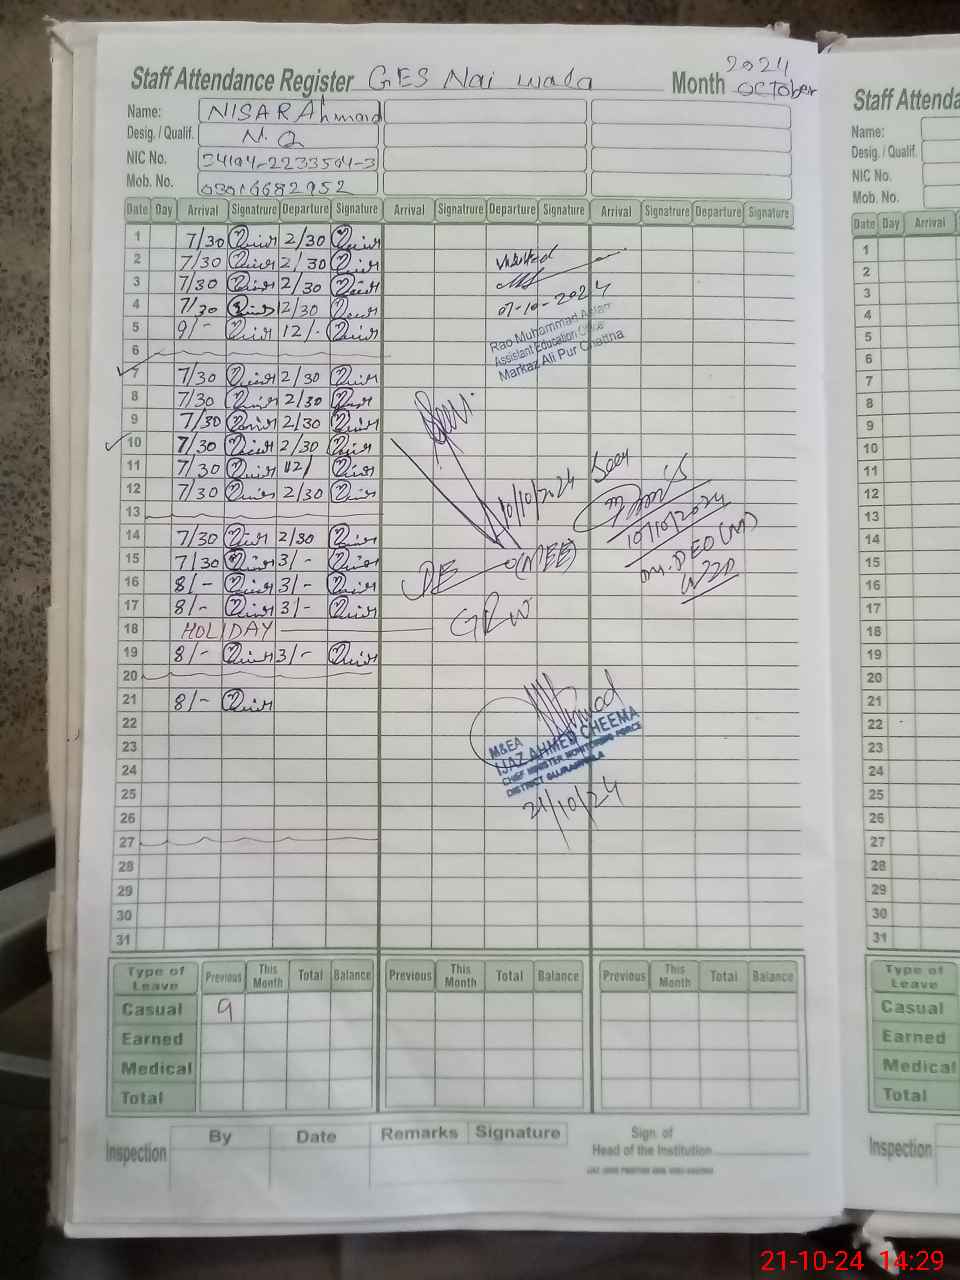 Staff Attendance Register GES Nai wala Month 2024 OCTober
Name: NISAR Ahmad
Desig. / Qualif. N.Q
NIC No. 34104-2233504-3
Mob. No. 03016682952
Date Day Arrival Signatrure Departure Signature Arrival Signatrure Departure Signature Arrival Signatrure Departure Signature
1 7/30 2/30
2 7/30 2/30
3 7/30 2/30
4 7/30 2/30
5 9/- 12/-
6
7 7/30 2/30
8 7/30 2/30
9 7/30 2/30
10 7/30 2/30
11 7/30 12/
12 7/30 2/30
13
14 7/30 2/30
15 7/30 3/-
16 8/- 3/-
17 8/- 3/-
18 HOLIDAY
19 8/- 3/-
20
21 8/-
22
23
24
25
26
27
28
29
30
31
visited
07-10-2024
Rao Muhammad Aslam
Assistant Education Officer
Markaz Ali Pur Chattha
10/10/2024
Seen
10/10/2024
DEO (M)
(MEE)
GRW
M&EA
IJAZ AHMED CHEEMA
CHIEF MINISTER MONITORING FORCE
DISTRICT GUJRANWALA
21/10/24
Type of Leave Previous This Month Total Balance Previous This Month Total Balance Previous This Month Total Balance
Casual 9
Earned
Medical
Total
Inspection By Date Remarks Signature Sign. of
Head of the Institution
Staff Attenda
Name:
Desig. / Qualif.
NIC No.
Mob. No.
Date Day Arrival
1
2
3
4
5
6
7
8
9
10
11
12
13
14
15
16
17
18
19
20
21
22
23
24
25
26
27
28
29
30
31
Type of Leave
Casual
Earned
Medical
Total
Inspection
21-10-24 14:29